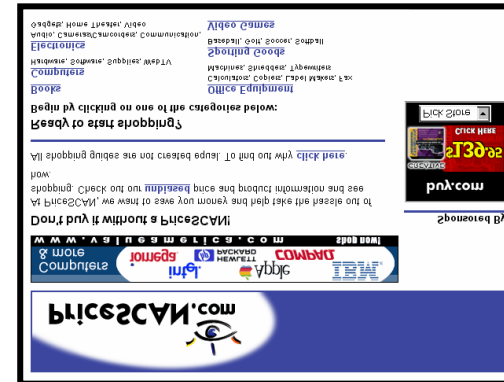 PriceSCAN.com
Computers & more
intel.
Apple
IBM
iomega
HEWLETT PACKARD
COMPAQ
www.valueamerica.com
shop now!
Don't buy it without a PriceSCAN!
At PriceSCAN, we want to save you money and help take the hassle out of
shopping. Check out our unbiased price and product information and see
how.
All shopping guides are not created equal. To find out why click here.
Ready to start shopping?
Begin by clicking on one of the categories below:
Books
Computers
Hardware, Software, Supplies, WebTV
Electronics
Audio, Cameras/Camcorders, Communication,
Gadgets, Home Theater, Video
Office Equipment
Calculators, Copiers, Label Makers, Fax
Machines, Shredders, Typewriters
Sporting Goods
Baseball, Golf, Soccer, Softball
Video Games
Sponsored By
buy.com
CREATIVE
$139.95
CLICK HERE
Pick Store